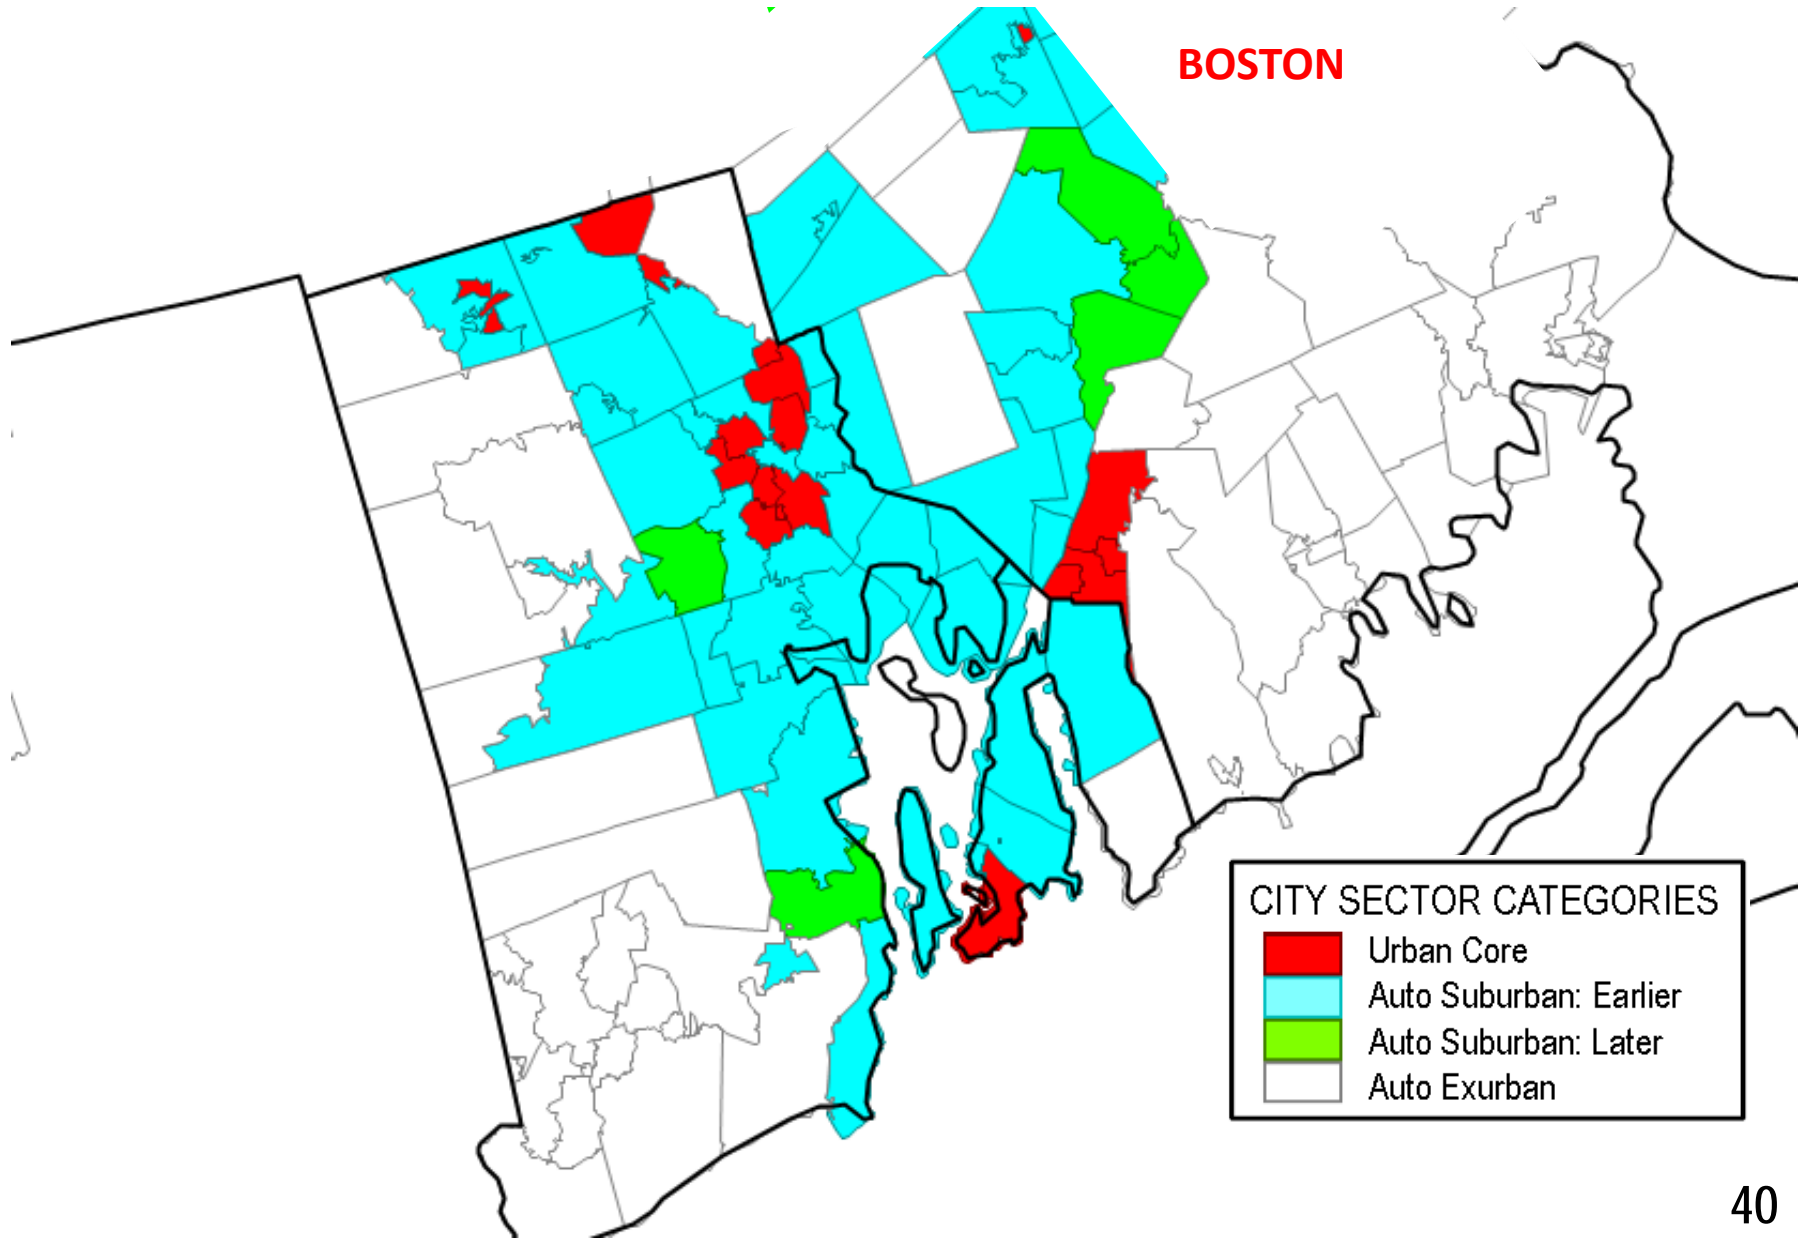 BOSTON
CITY SECTOR CATEGORIES
Urban Core
Auto Suburban: Earlier
Auto Suburban: Later
Auto Exurban
40